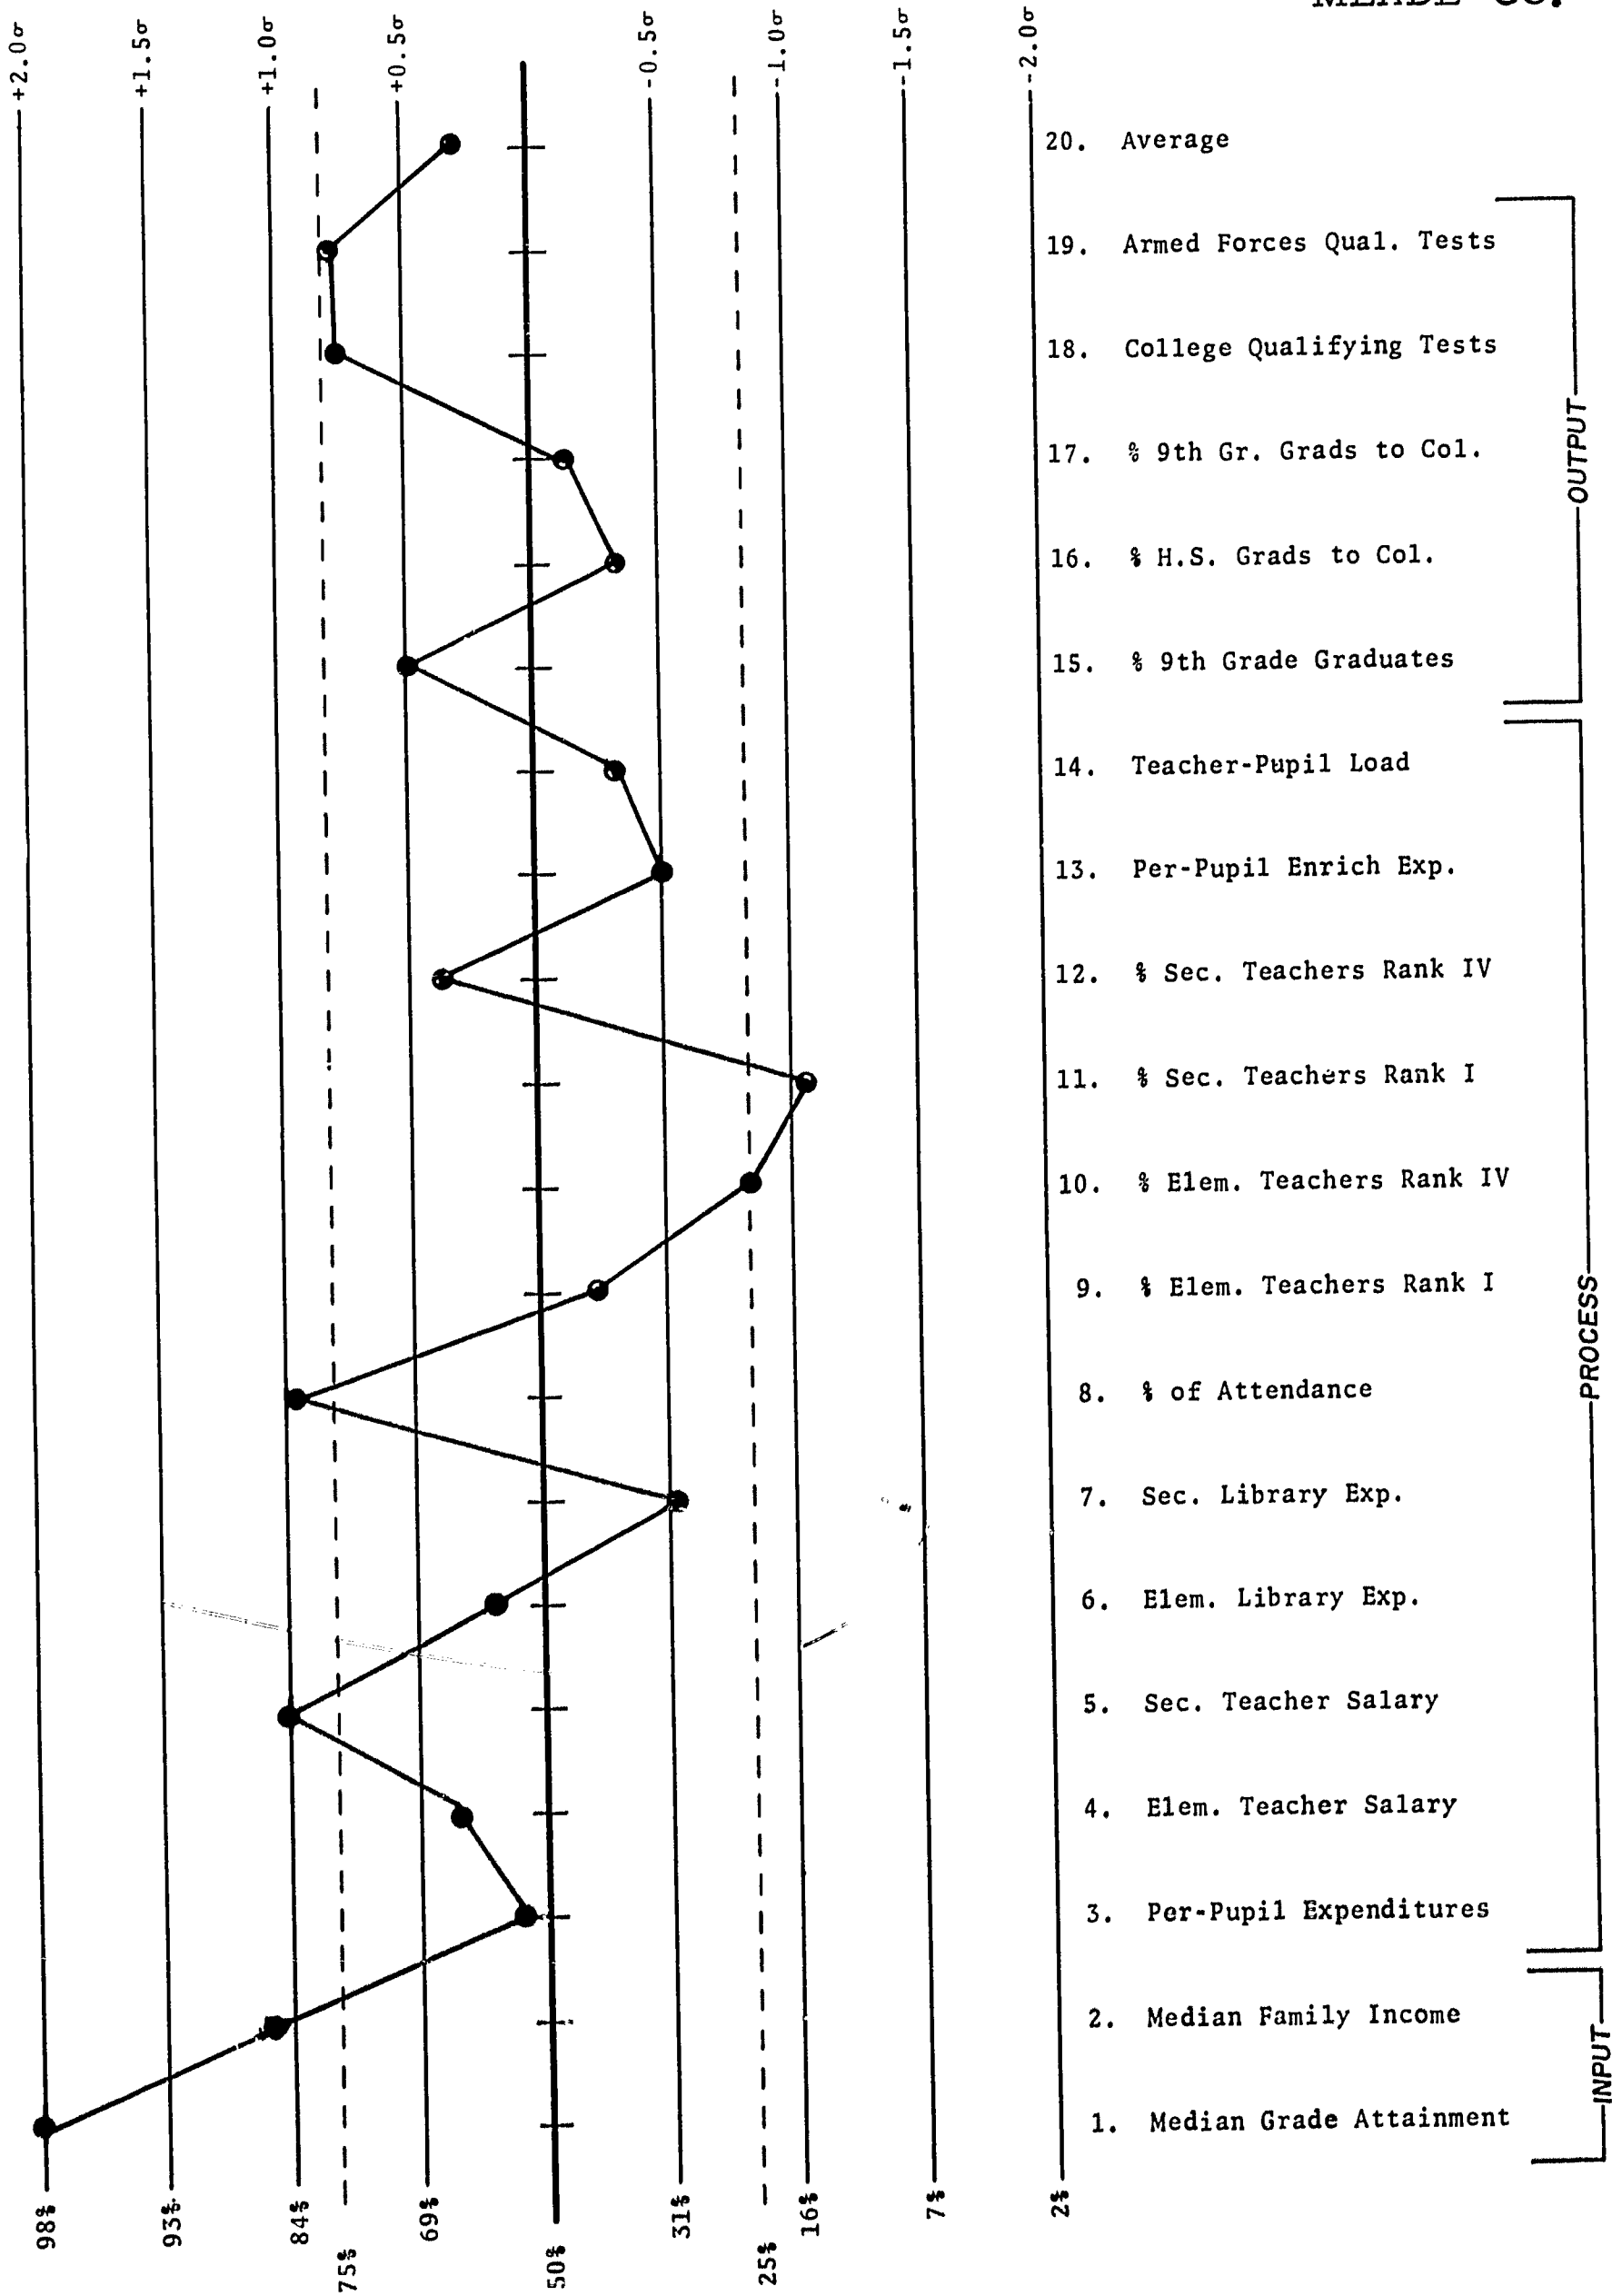 +2.0σ
+1.5σ
+1.0σ
+0.5σ
-0.5σ
-1.0σ
-1.5σ
-2.0σ
20. Average
19. Armed Forces Qual. Tests
18. College Qualifying Tests
17. % 9th Gr. Grads to Col.
16. % H.S. Grads to Col.
15. % 9th Grade Graduates
14. Teacher-Pupil Load
13. Per-Pupil Enrich Exp.
12. % Sec. Teachers Rank IV
11. % Sec. Teachers Rank I
10. % Elem. Teachers Rank IV
9. % Elem. Teachers Rank I
8. % of Attendance
7. Sec. Library Exp.
6. Elem. Library Exp.
5. Sec. Teacher Salary
4. Elem. Teacher Salary
3. Per-Pupil Expenditures
2. Median Family Income
1. Median Grade Attainment
OUTPUT
PROCESS
INPUT
98%
93%
84%
75%
69%
50%
31%
25%
16%
7%
2%